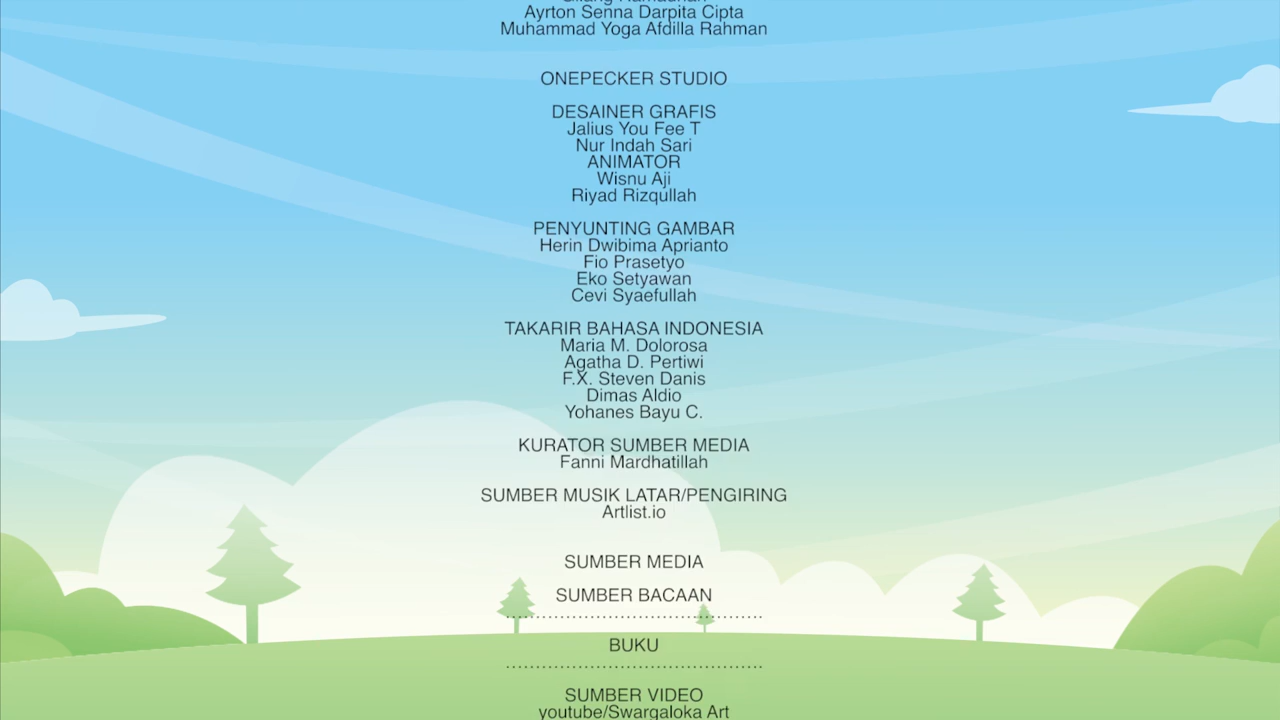 Ayrton Senna Darpita Cipta
Muhammad Yoga Afdilla Rahman
ONEPECKER STUDIO
DESAINER GRAFIS
Jalius You Fee T
Nur Indah Sari
ANIMATOR
Wisnu Aji
Riyad Rizqullah
PENYUNTING GAMBAR
Herin Dwibima Aprianto
Fio Prasetyo
Eko Setyawan
Cevi Syaefullah
TAKARIR BAHASA INDONESIA
Maria M. Dolorosa
Agatha D. Pertiwi
F.X. Steven Danis
Dimas Aldio
Yohanes Bayu C.
KURATOR SUMBER MEDIA
Fanni Mardhatillah
SUMBER MUSIK LATAR/PENGIRING
Artlist.io
SUMBER MEDIA
SUMBER BACAAN
...........................................
BUKU
...........................................
SUMBER VIDEO
youtube/Swargaloka Art